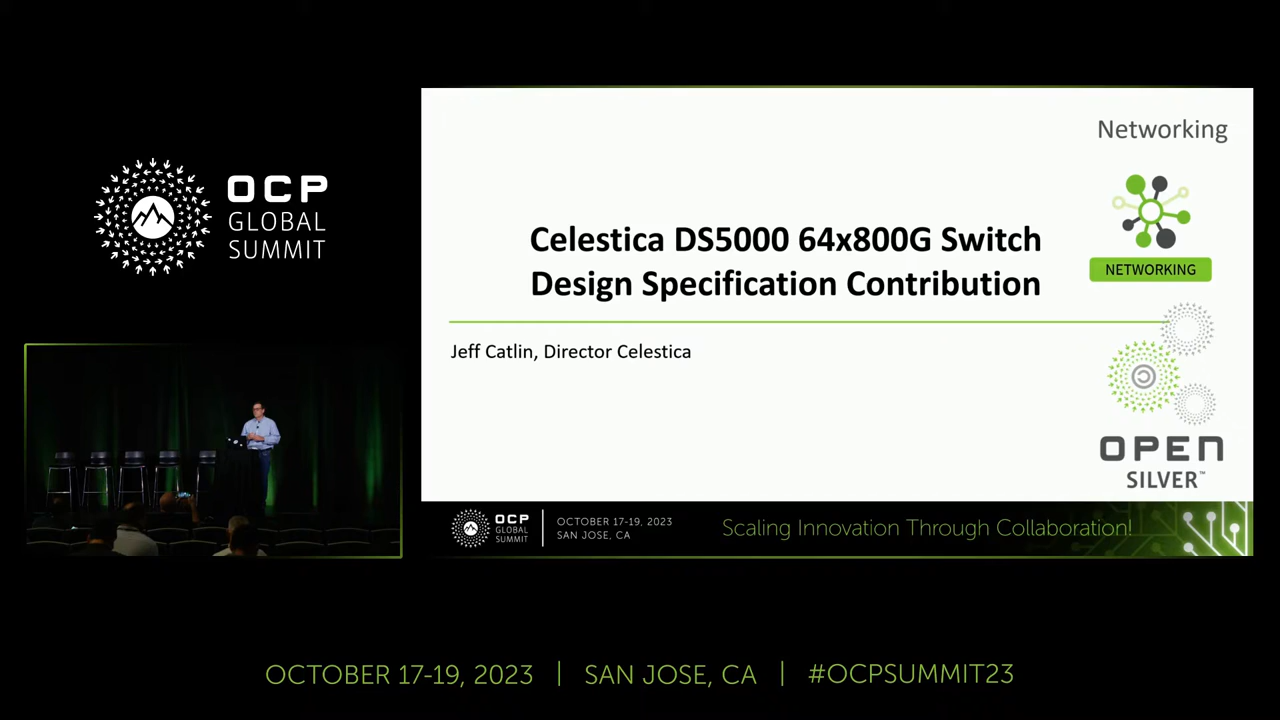 OCP
GLOBAL
SUMMIT
Networking
NETWORKING
Celestica DS5000 64x800G Switch
Design Specification Contribution
Jeff Catlin, Director Celestica
OPEN
SILVER™
OCP
GLOBAL
SUMMIT
OCTOBER 17-19, 2023
SAN JOSE, CA
Scaling Innovation Through Collaboration!
OCTOBER 17-19, 2023 | SAN JOSE, CA | #OCPSUMMIT23